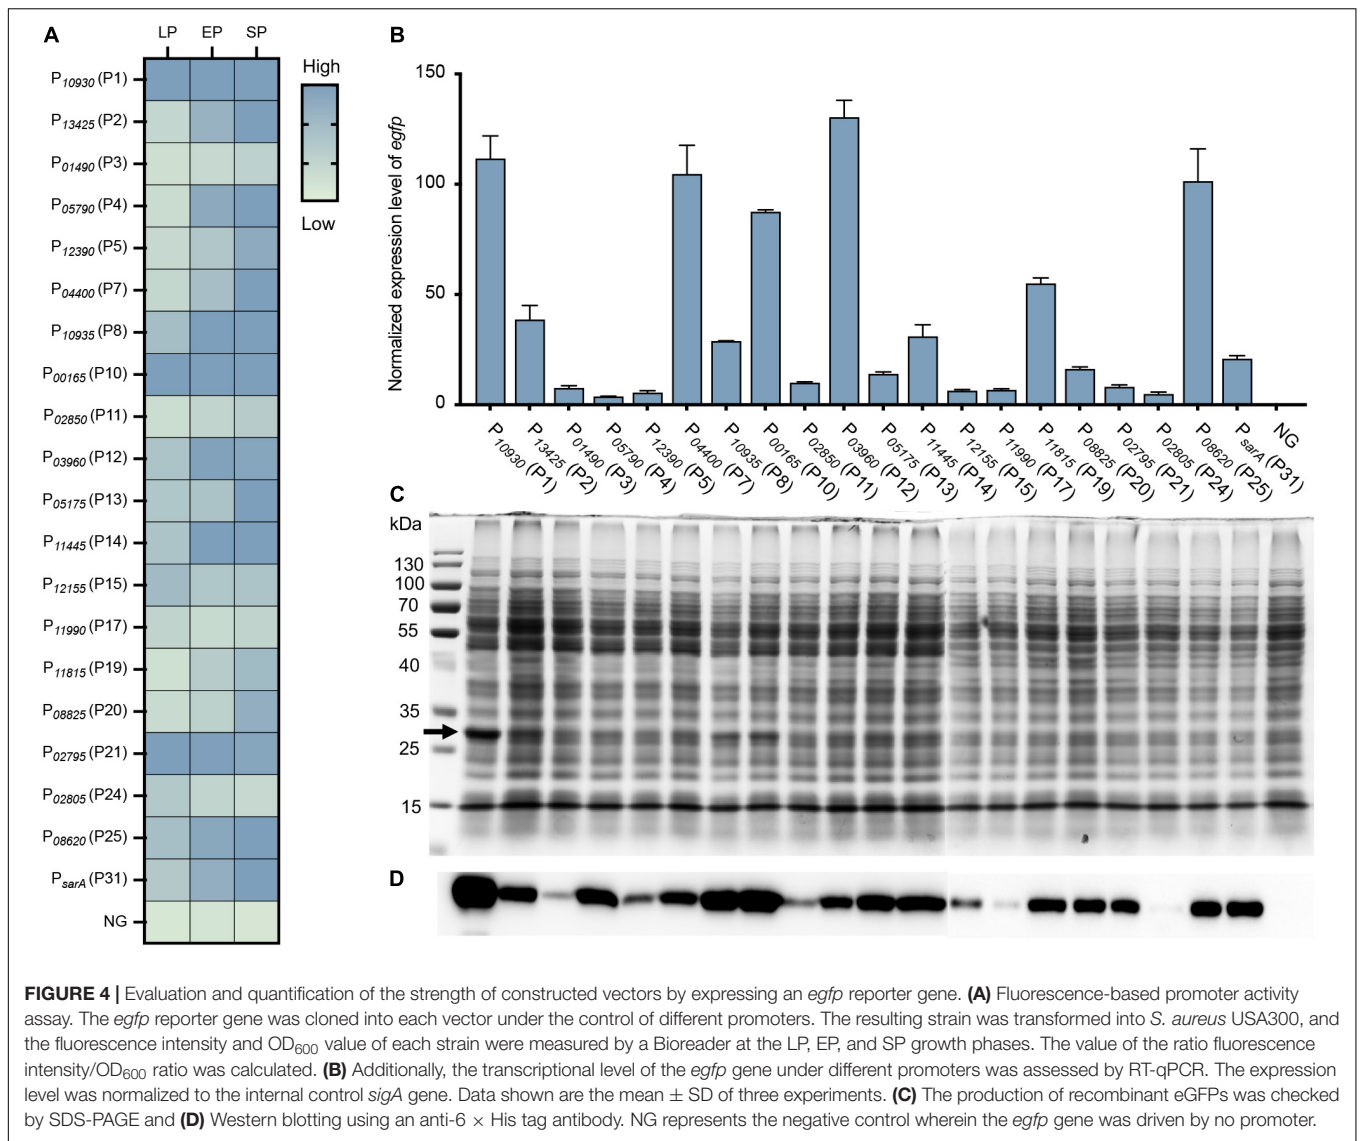 A
LP EP SP
P10930 (P1)
P13425 (P2)
P01490 (P3)
P05790 (P4)
P12390 (P5)
P04400 (P7)
P10935 (P8)
P00165 (P10)
P02850 (P11)
P03960 (P12)
P05175 (P13)
P11445 (P14)
P12155 (P15)
P11990 (P17)
P11815 (P19)
P08825 (P20)
P02795 (P21)
P02805 (P24)
P08620 (P25)
PsarA (P31)
NG
High
Low
B
Normalized expression level of egfp
150
100
50
0
P10930 (P1)
P13425 (P2)
P01490 (P3)
P05790 (P4)
P12390 (P5)
P04400 (P7)
P10935 (P8)
P00165 (P10)
P02850 (P11)
P03960 (P12)
P05175 (P13)
P11445 (P14)
P12155 (P15)
P11990 (P17)
P11815 (P19)
P08825 (P20)
P02795 (P21)
P02805 (P24)
P08620 (P25)
PsarA (P31)
NG
C
kDa
130
100
70
55
40
35
25
15
D
FIGURE 4 | Evaluation and quantification of the strength of constructed vectors by expressing an egfp reporter gene. (A) Fluorescence-based promoter activity
assay. The egfp reporter gene was cloned into each vector under the control of different promoters. The resulting strain was transformed into S. aureus USA300, and
the fluorescence intensity and OD600 value of each strain were measured by a Bioreader at the LP, EP, and SP growth phases. The value of the ratio fluorescence
intensity/OD600 ratio was calculated. (B) Additionally, the transcriptional level of the egfp gene under different promoters was assessed by RT-qPCR. The expression
level was normalized to the internal control sigA gene. Data shown are the mean ± SD of three experiments. (C) The production of recombinant eGFPs was checked
by SDS-PAGE and (D) Western blotting using an anti-6 × His tag antibody. NG represents the negative control wherein the egfp gene was driven by no promoter.